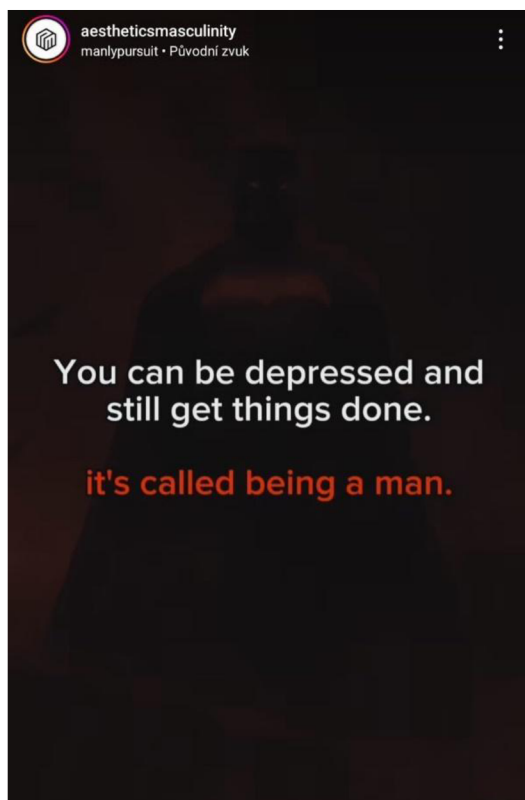 aestheticsmasculinity
manlypursuit • Původní zvuk
You can be depressed and
still get things done.
it's called being a man.